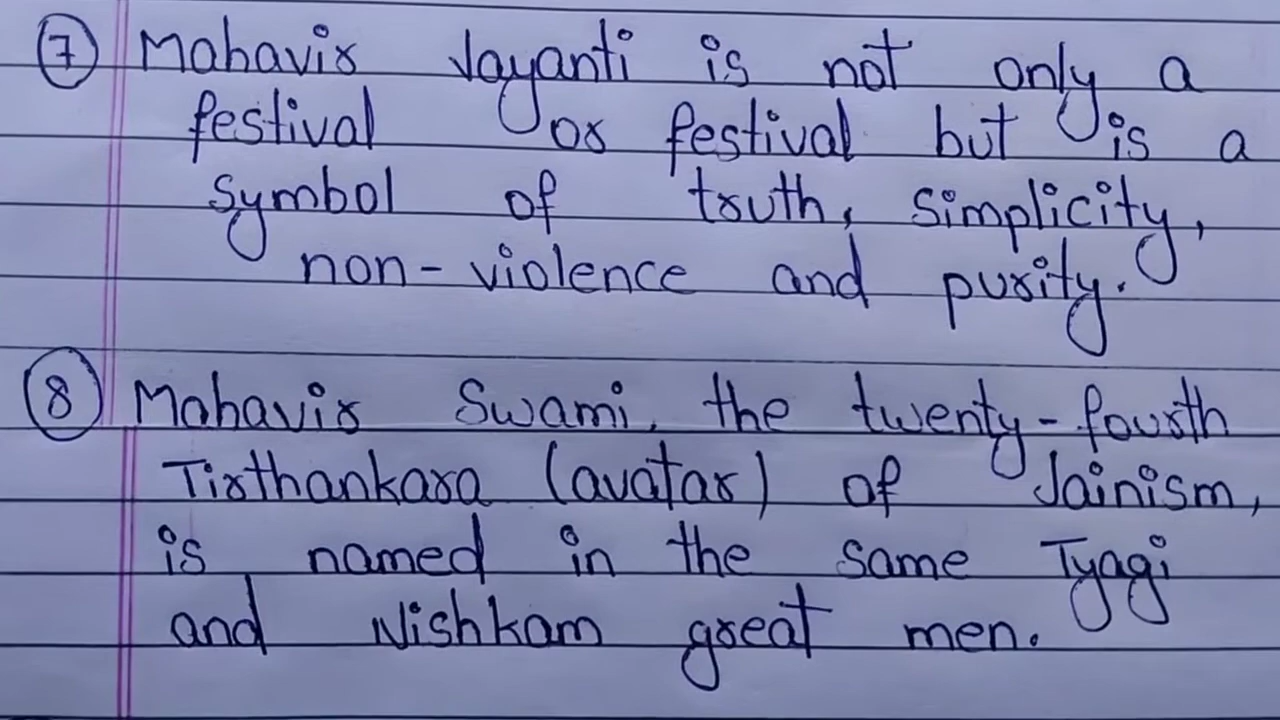 7 Mahavir Jayanti is not only a
festival or festival but is a
symbol of truth, simplicity,
non-violence and purity.
8 Mahavir Swami, the twenty-fourth
Tirthankara (avatar) of Jainism,
is named in the same Tyagi
and Nishkam great men.